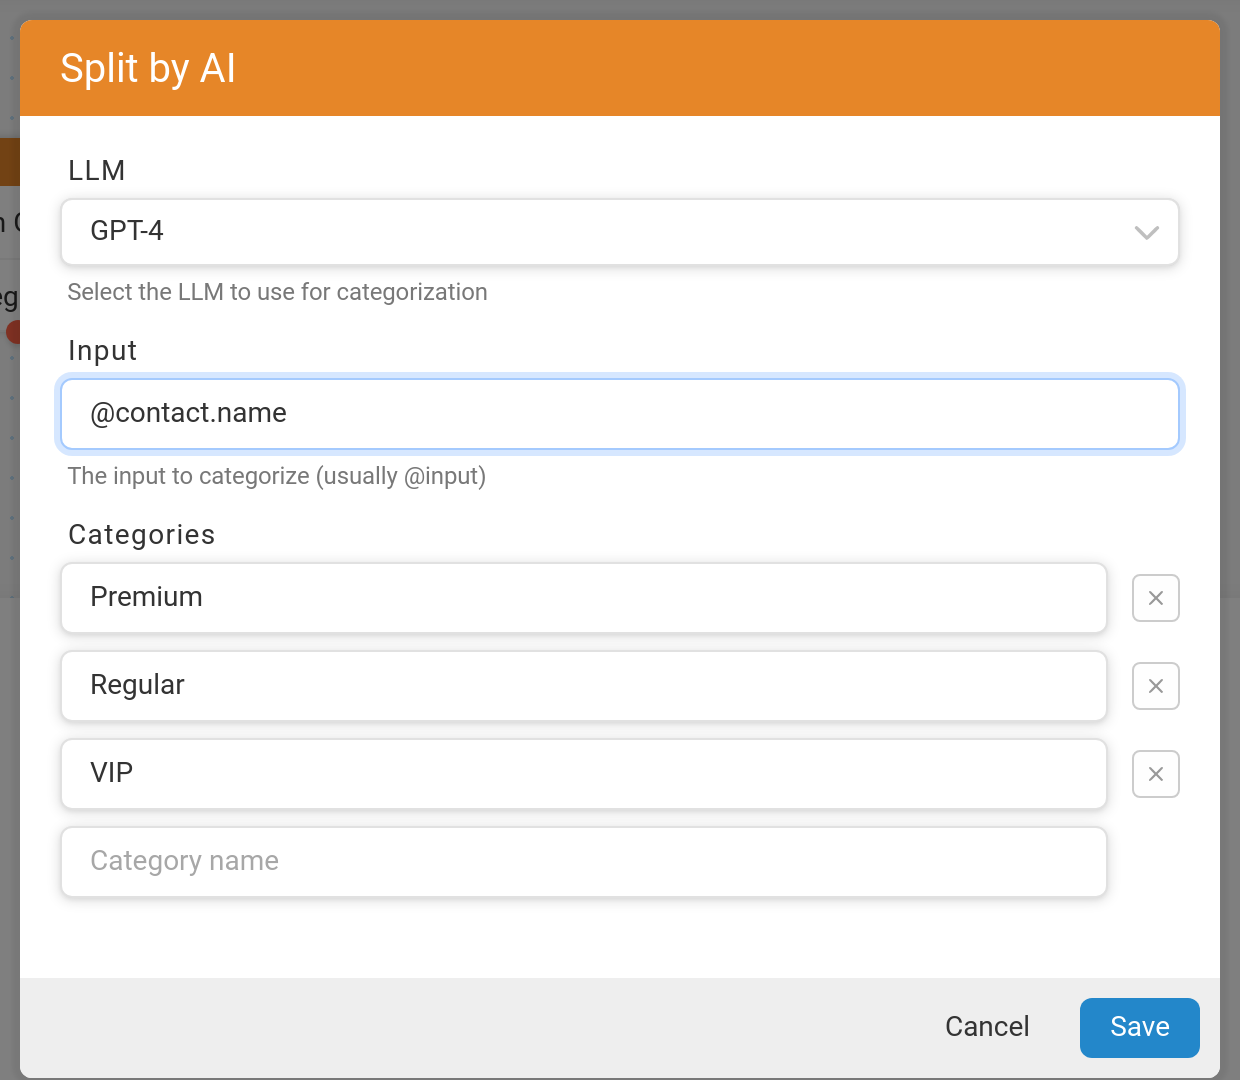 Split by AI
LLM
GPT-4
Select the LLM to use for categorization
Input
@contact.name
The input to categorize (usually @input)
Categories
Premium
Regular
VIP
Category name
Cancel
Save